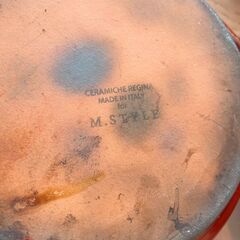 CERAMICHE REGINA
MADE IN ITALY
for
M.STYLE